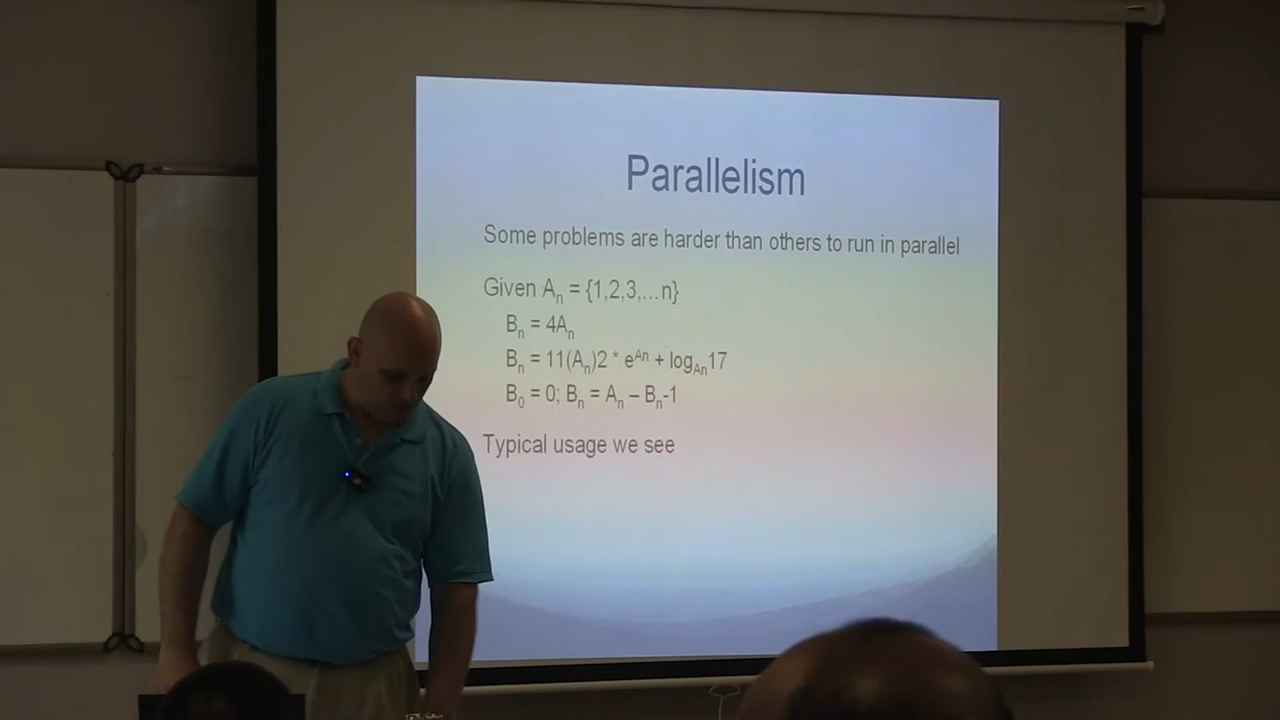 Parallelism
Some problems are harder than others to run in parallel
Given Aₙ = {1,2,3,...n}
Bₙ = 4Aₙ
Bₙ = 11(Aₙ)2 * eᴬⁿ + logₐₙ17
B₀ = 0; Bₙ = Aₙ – Bₙ-1
Typical usage we see